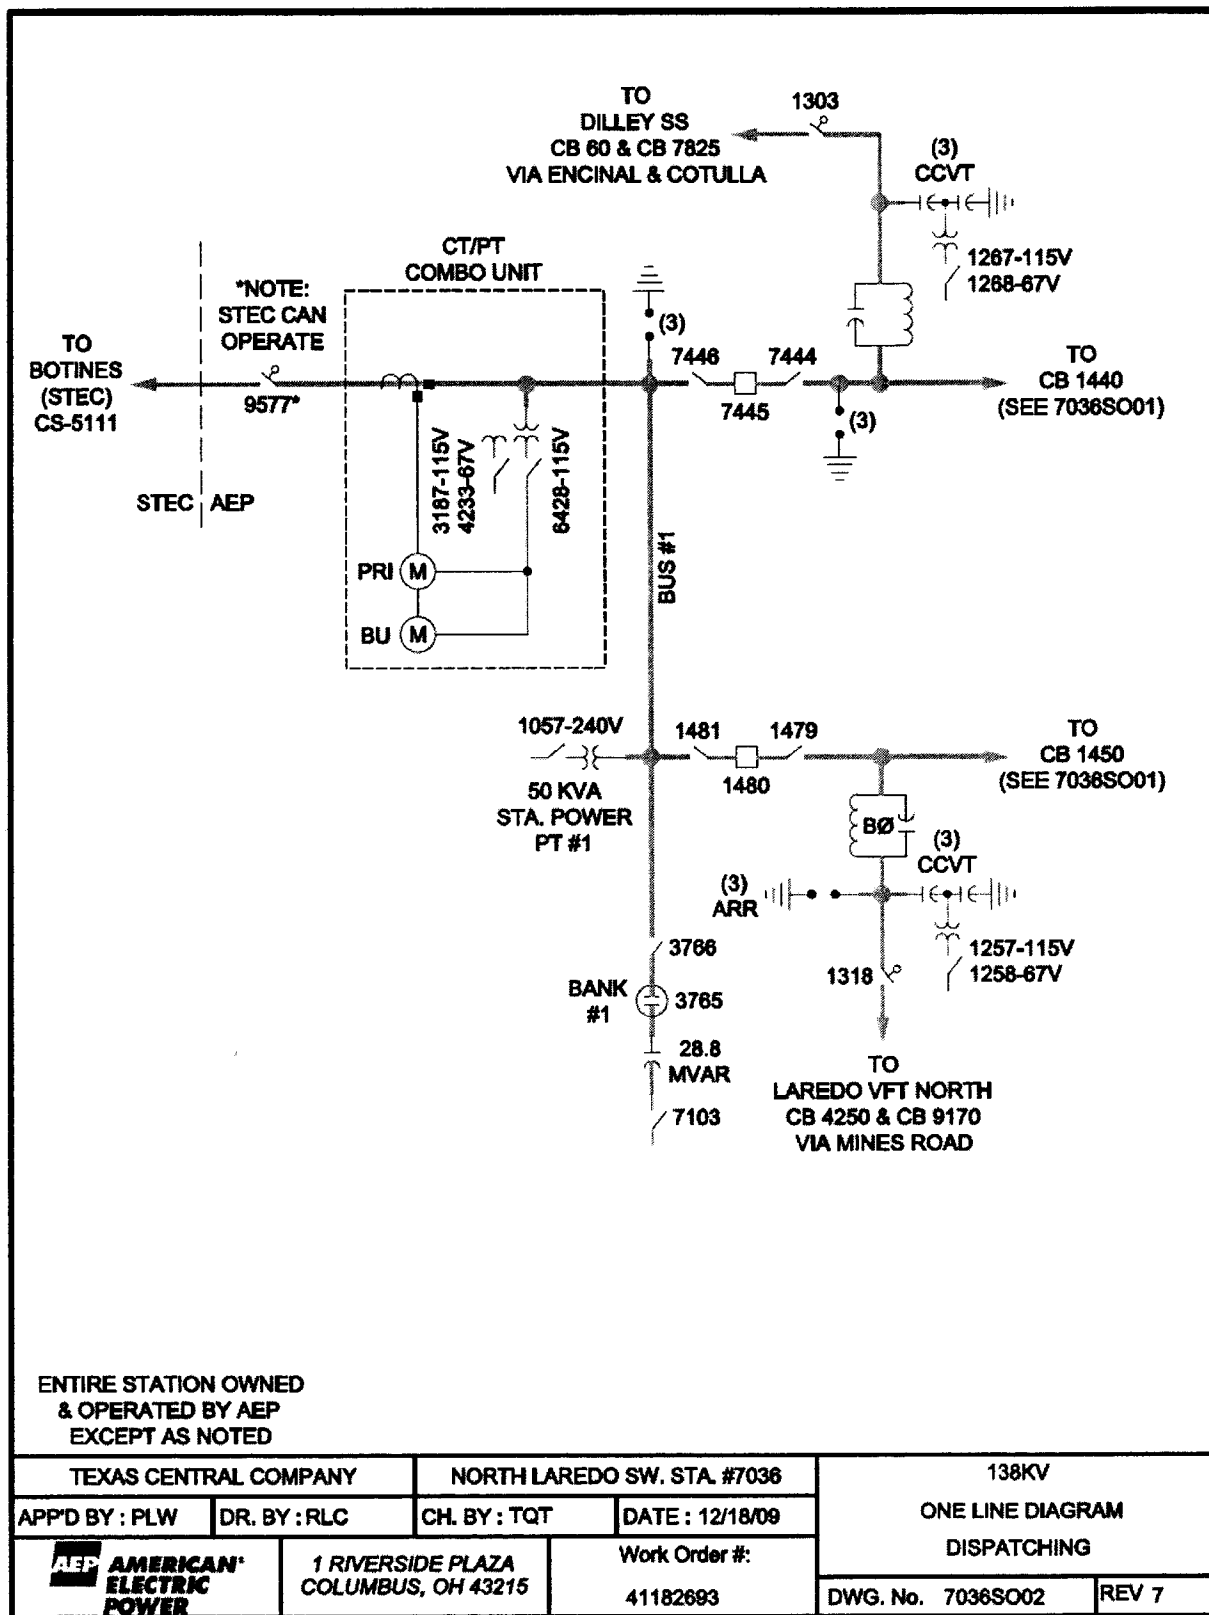 TO
DILLEY SS
CB 60 & CB 7825
VIA ENCINAL & COTULLA
1303
(3)
CCVT
1267-115V
1268-67V
CT/PT
COMBO UNIT
*NOTE:
STEC CAN
OPERATE
(3)
TO
BOTINES
(STEC)
CS-5111
9577*
7446
7444
7445
TO
CB 1440
(SEE 7036SO01)
(3)
3187-115V
4233-67V
6428-115V
STEC
AEP
PRI
M
BU
M
BUS #1
1057-240V
50 KVA
STA. POWER
PT #1
1481
1479
1480
TO
CB 1450
(SEE 7036SO01)
BØ
(3)
CCVT
(3)
ARR
1257-115V
1258-67V
1318
3766
BANK
#1
3765
28.8
MVAR
7103
TO
LAREDO VFT NORTH
CB 4250 & CB 9170
VIA MINES ROAD
ENTIRE STATION OWNED
& OPERATED BY AEP
EXCEPT AS NOTED
TEXAS CENTRAL COMPANY
NORTH LAREDO SW. STA. #7036
138KV
ONE LINE DIAGRAM
DISPATCHING
APP'D BY : PLW
DR. BY : RLC
CH. BY : TQT
DATE : 12/18/09
AEP AMERICAN
ELECTRIC
POWER
1 RIVERSIDE PLAZA
COLUMBUS, OH 43215
Work Order #:
41182693
DWG. No. 7036SO02
REV 7